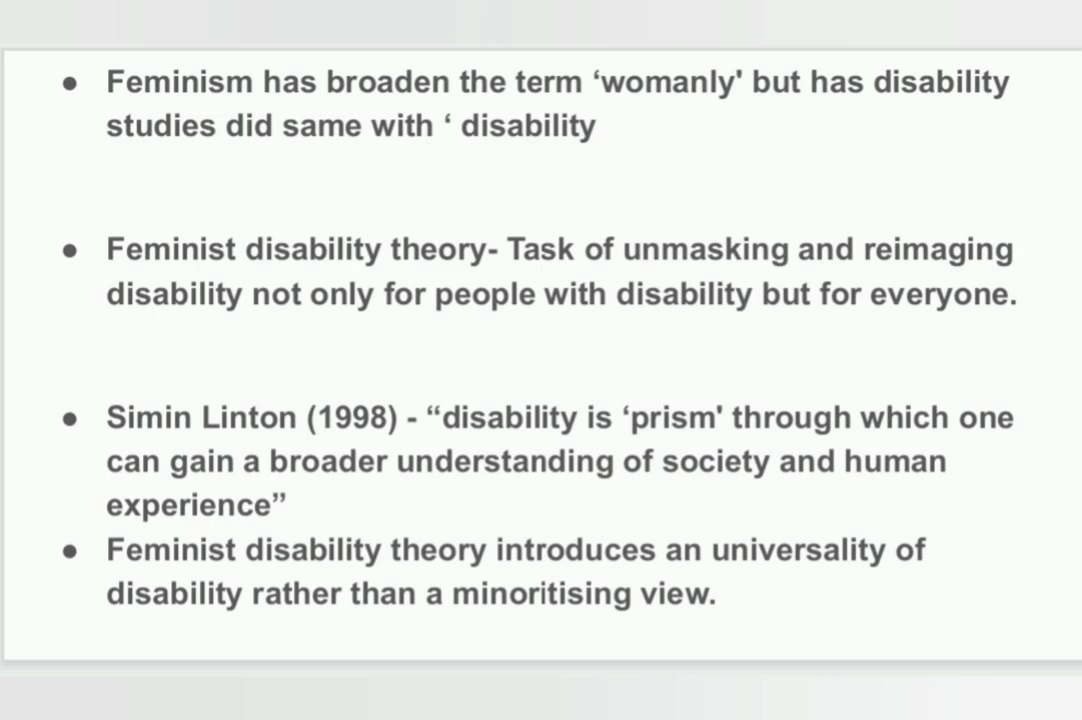 ● Feminism has broaden the term ‘womanly' but has disability
studies did same with ‘ disability
● Feminist disability theory- Task of unmasking and reimaging
disability not only for people with disability but for everyone.
● Simin Linton (1998) - “disability is ‘prism' through which one
can gain a broader understanding of society and human
experience”
● Feminist disability theory introduces an universality of
disability rather than a minoritising view.